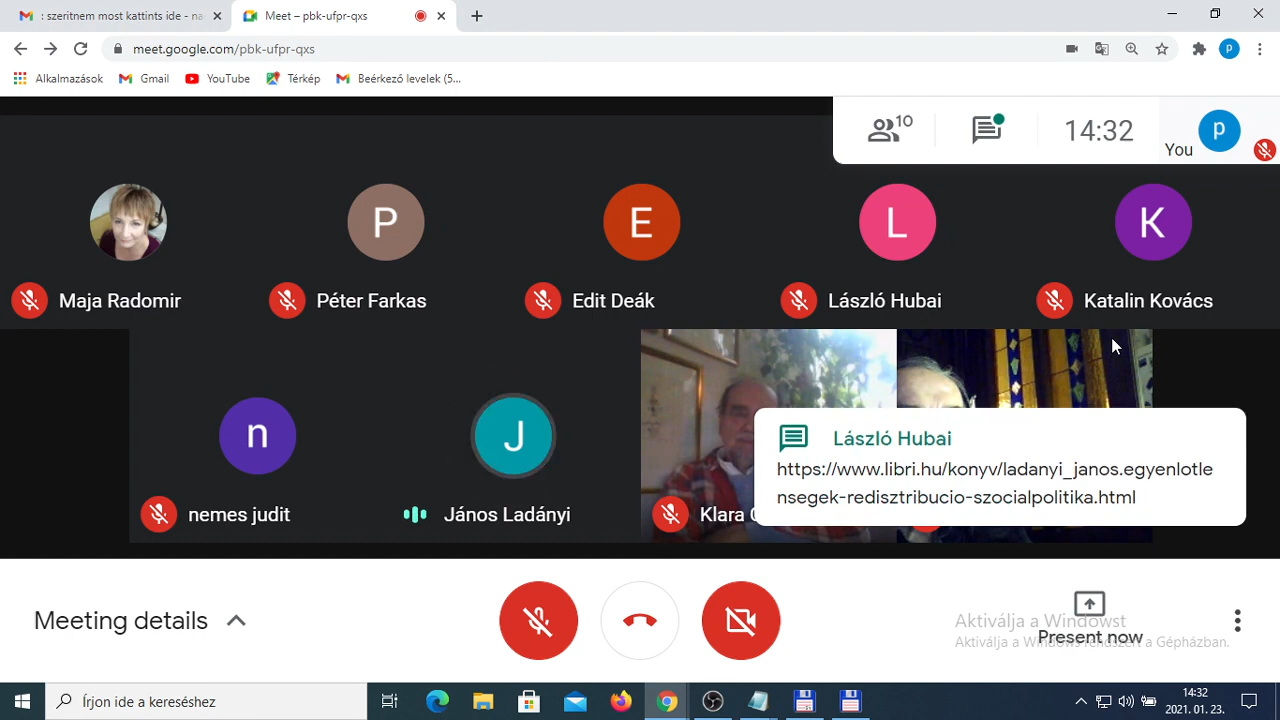 : szeritnem most kattints ide - na
Meet – pbk-ufpr-qxs
meet.google.com/pbk-ufpr-qxs
Alkalmazások
Gmail
YouTube
Térkép
Beérkező levelek (5...
10
14:32
P
You
Maja Radomir
P
Péter Farkas
E
Edit Deák
L
László Hubai
K
Katalin Kovács
n
nemes judit
J
János Ladányi
Klara
László Hubai
https://www.libri.hu/konyv/ladanyi_janos.egyenlotle
nsegek-redisztribucio-szocialpolitika.html
Meeting details
Present now
Aktiválja a Windowst
Aktiválja a Windows rendszert a Gépházban.
Írjon ide a kereséshez
14:32
2021. 01. 23.